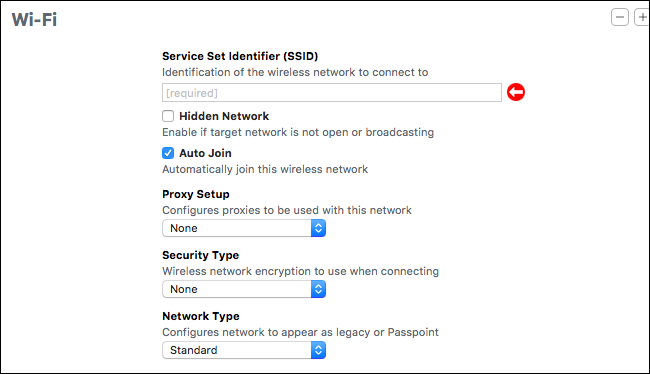 Wi-Fi
Service Set Identifier (SSID)
Identification of the wireless network to connect to
[required]
Hidden Network
Enable if target network is not open or broadcasting
Auto Join
Automatically join this wireless network
Proxy Setup
Configures proxies to be used with this network
None
Security Type
Wireless network encryption to use when connecting
None
Network Type
Configures network to appear as legacy or Passpoint
Standard